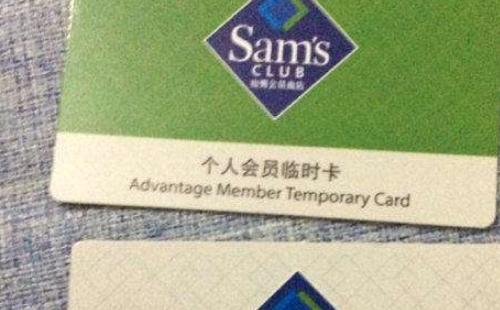 Sam's
CLUB
山姆会员商店
个人会员临时卡
Advantage Member Temporary Card